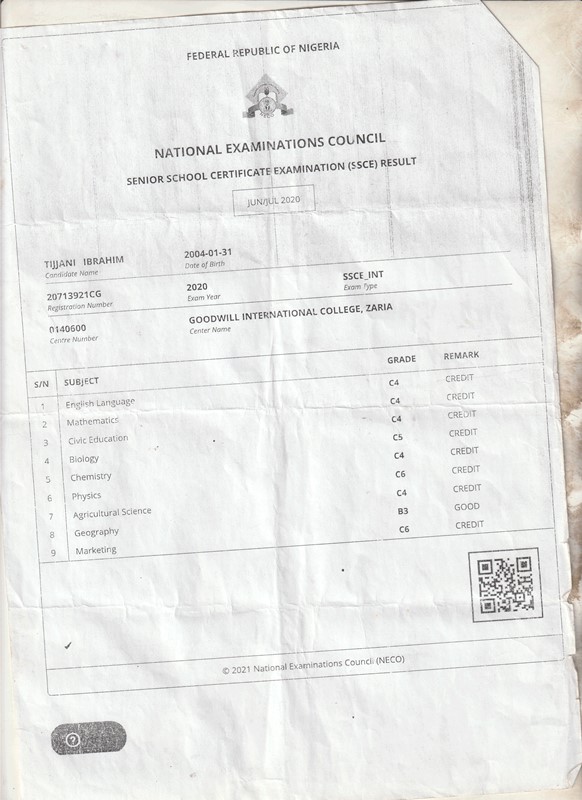 FEDERAL REPUBLIC OF NIGERIA
NATIONAL EXAMINATIONS COUNCIL
SENIOR SCHOOL CERTIFICATE EXAMINATION (SSCE) RESULT
JUN/JUL 2020
TIJJANI IBRAHIM 2004-01-31
Candidate Name Date of Birth
20713921CG 2020 SSCE_INT
Registration Number Exam Year Exam Type
0140600 GOODWILL INTERNATIONAL COLLEGE, ZARIA
Centre Number Center Name
S/N SUBJECT GRADE REMARK
1 English Language C4 CREDIT
2 Mathematics C4 CREDIT
3 Civic Education C4 CREDIT
4 Biology C5 CREDIT
5 Chemistry C4 CREDIT
6 Physics C6 CREDIT
7 Agricultural Science C4 CREDIT
8 Geography B3 GOOD
9 Marketing C6 CREDIT
© 2021 National Examinations Council (NECO)